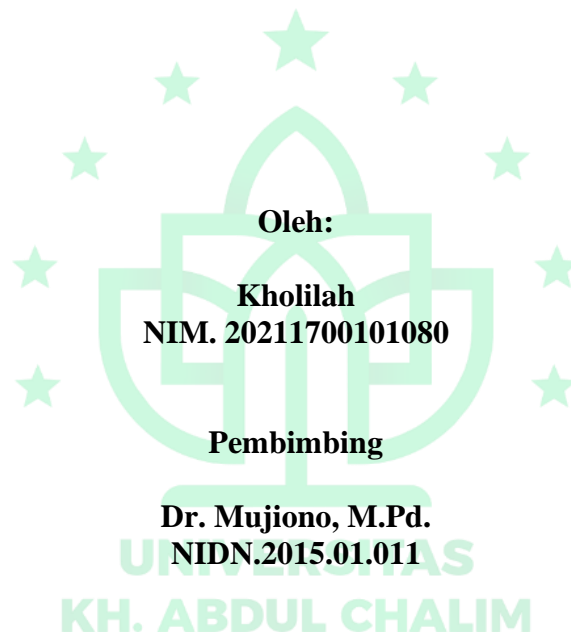 Oleh:
Kholilah
NIM. 20211700101080
Pembimbing
Dr. Mujiono, M.Pd.
NIDN.2015.01.011
UNIVERSITAS
KH. ABDUL CHALIM